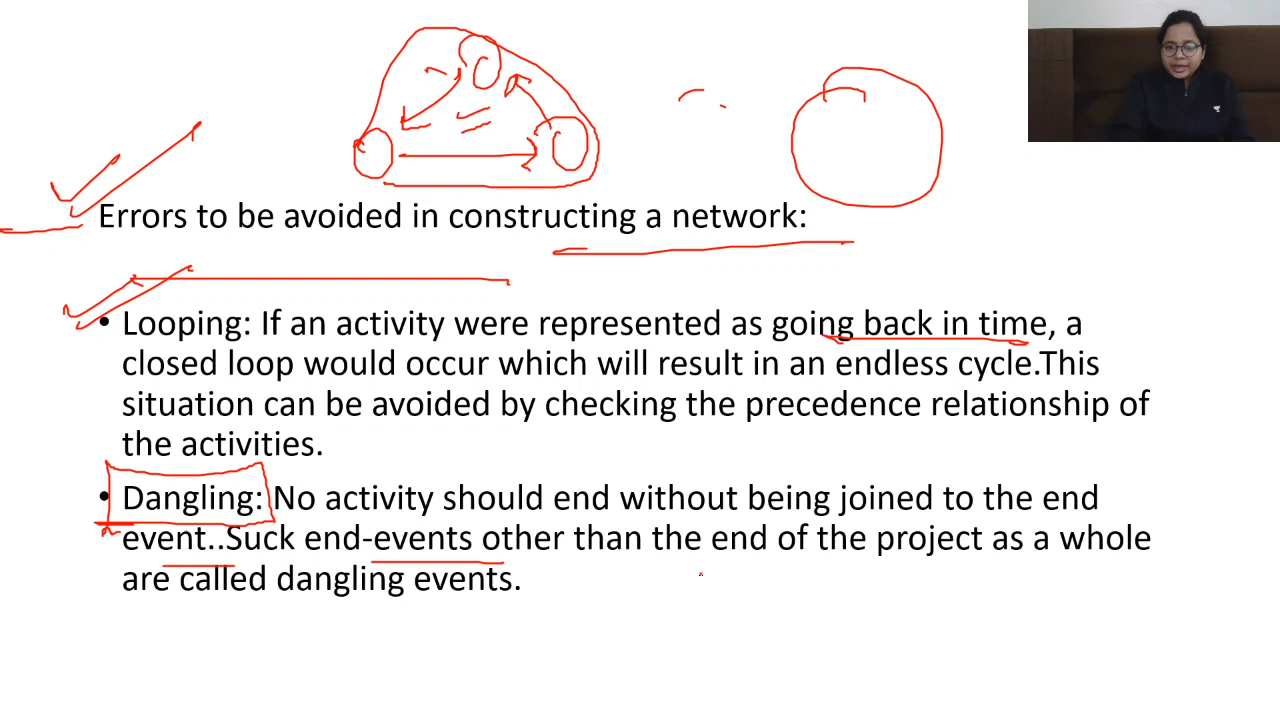 Errors to be avoided in constructing a network:
• Looping: If an activity were represented as going back in time, a
closed loop would occur which will result in an endless cycle.This
situation can be avoided by checking the precedence relationship of
the activities.
• Dangling: No activity should end without being joined to the end
event..Suck end-events other than the end of the project as a whole
are called dangling events.